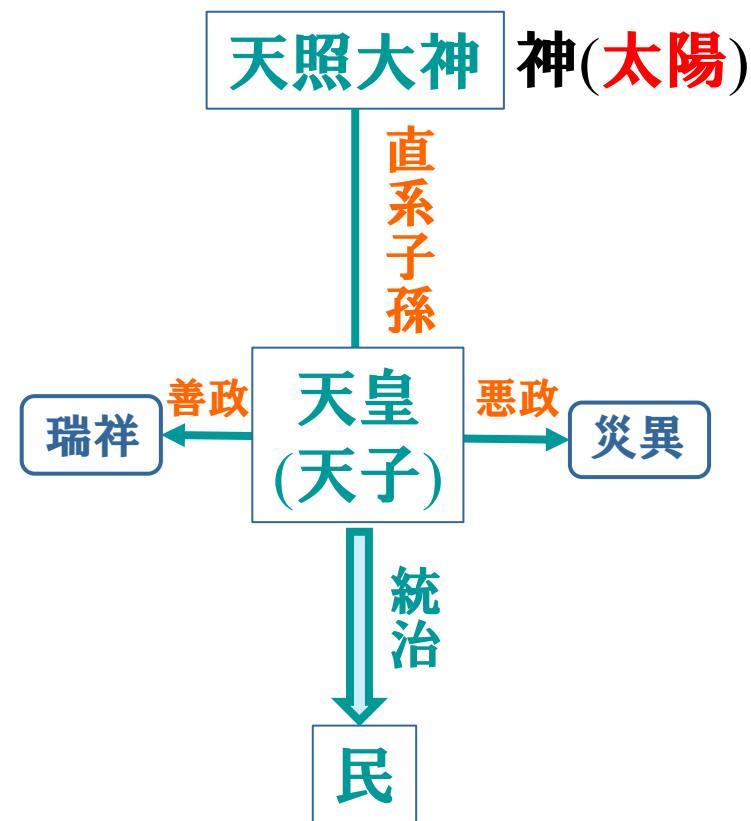 天照大神 神(太陽)
直系子孫
善政
天皇
(天子)
悪政
瑞祥
災異
統治
民